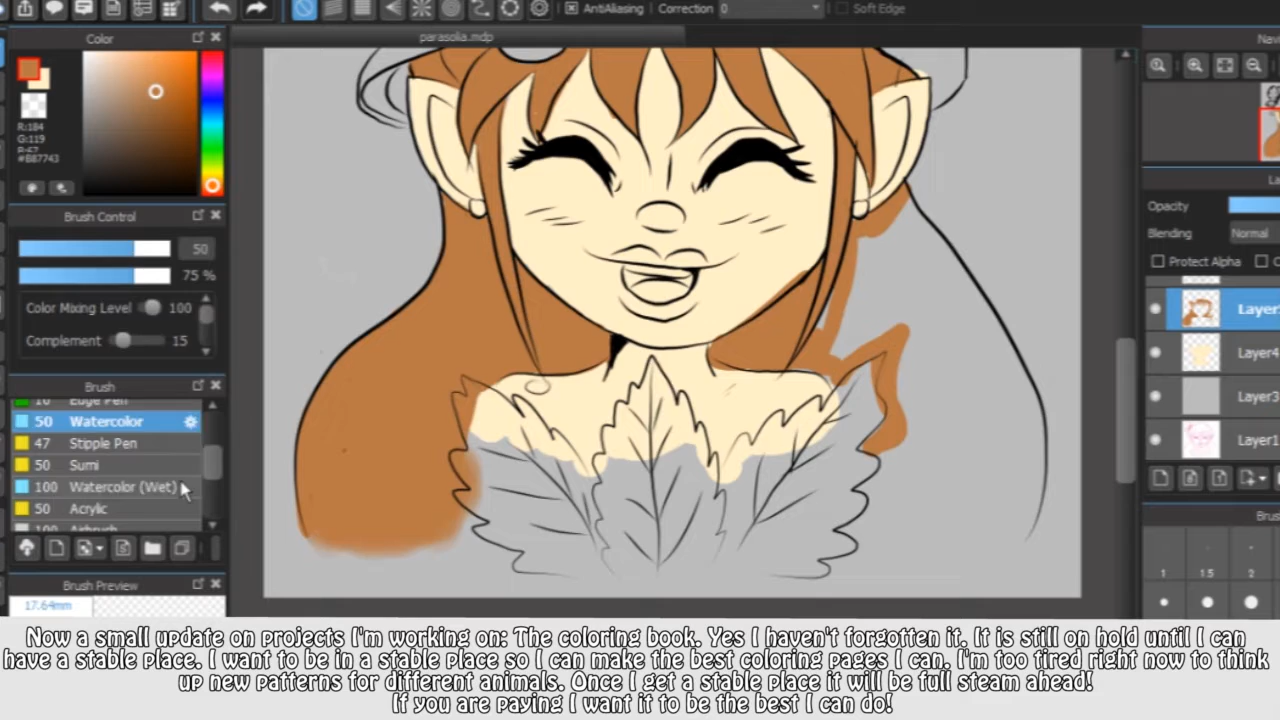 AntiAliasing Correction 0 Soft Edge
Color
parasolia.mdp
R:184
G:119
B:67
#B87743
Brush Control
50
75 %
Color Mixing Level 100
Complement 15
Brush
Edge Pen
50 Watercolor
47 Stipple Pen
50 Sumi
100 Watercolor (Wet)
50 Acrylic
100 Airbrush
Brush Preview
17.64mm
Opacity
Blending Normal
Protect Alpha
Layer4
Layer3
Layer1
1 1.5 2
Now a small update on projects I'm working on: The coloring book. Yes I haven't forgotten it. It is still on hold until I can
have a stable place. I want to be in a stable place so I can make the best coloring pages I can. I'm too tired right now to think
up new patterns for different animals. Once I get a stable place it will be full steam ahead!
If you are paying I want it to be the best I can do!